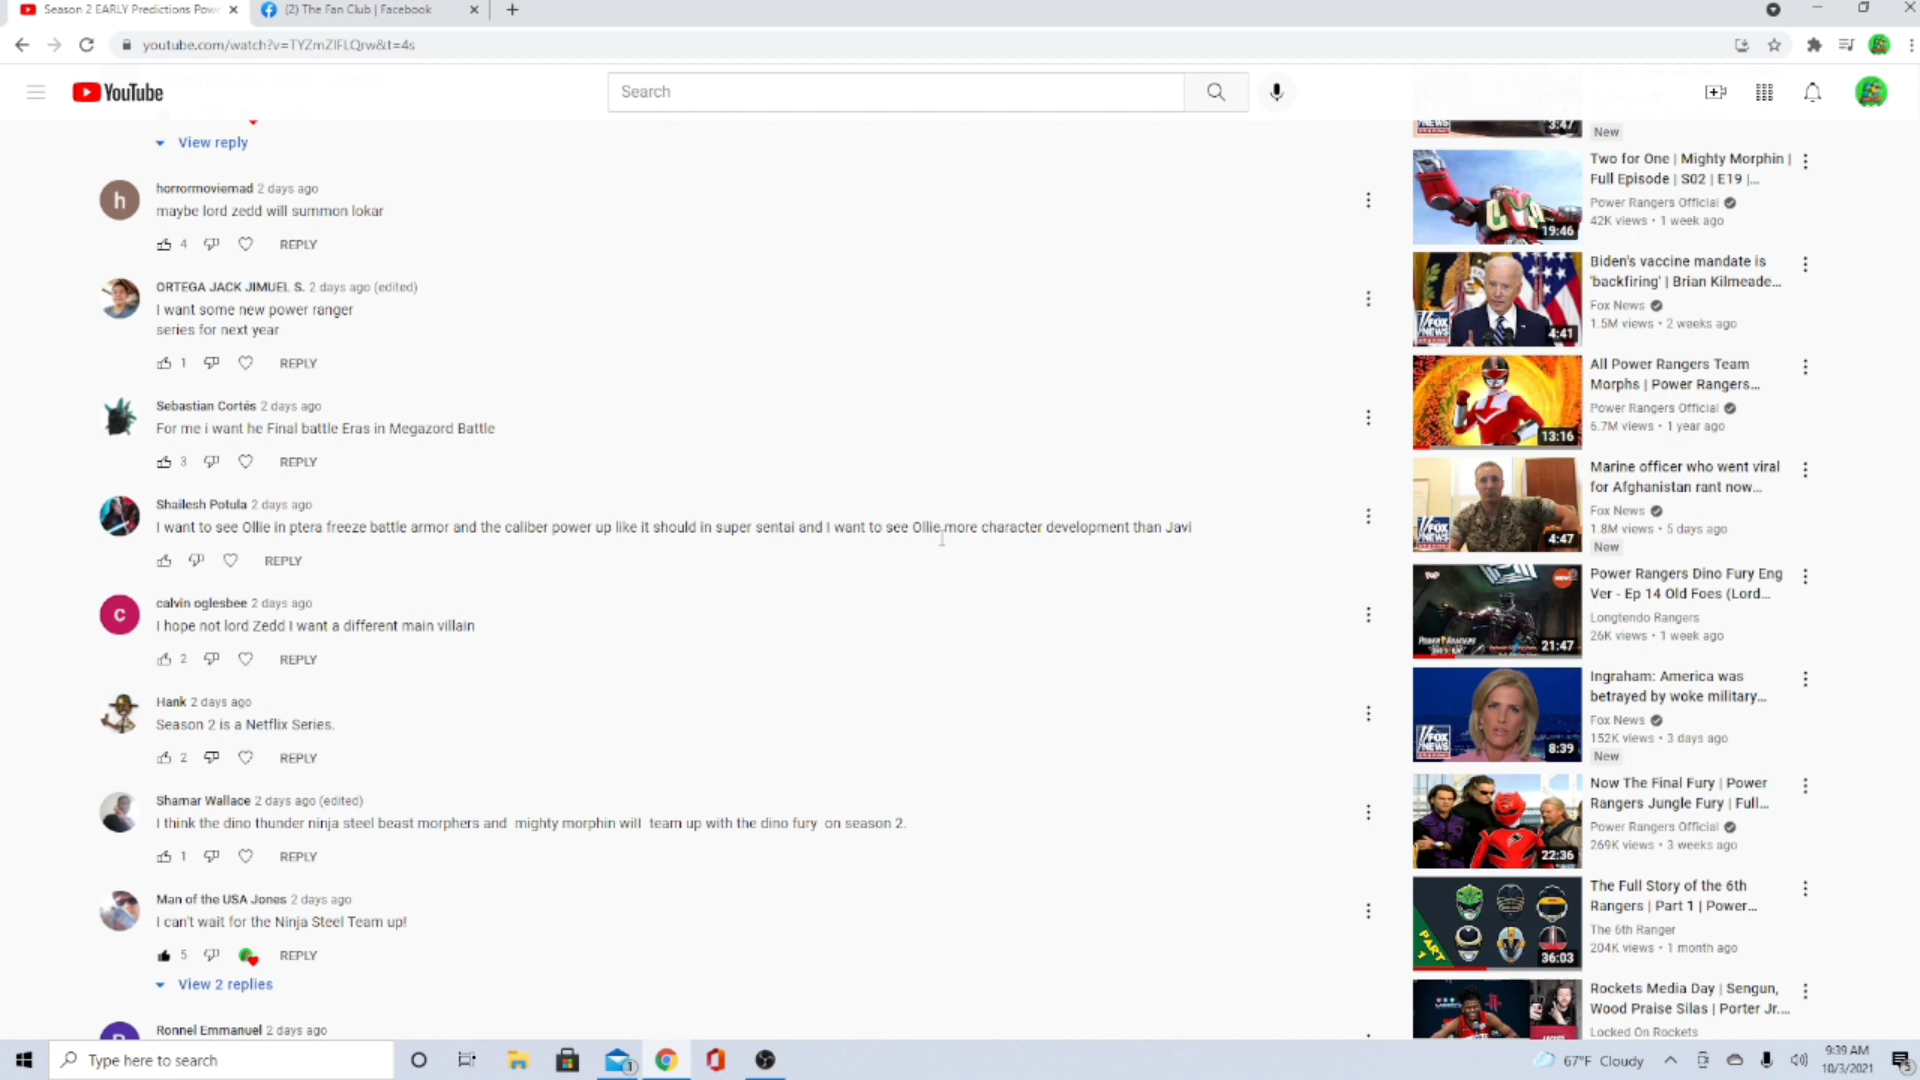 Season 2 EARLY Predictions Pow
(2) The Fan Club | Facebook
youtube.com/watch?v=TYZmZIFLQrw&t=4s
YouTube
Search
View reply
h
horrormoviemad 2 days ago
maybe lord zedd will summon lokar
4 REPLY
ORTEGA JACK JIMUEL S. 2 days ago (edited)
I want some new power ranger
series for next year
1 REPLY
Sebastian Cortés 2 days ago
For me i want he Final battle Eras in Megazord Battle
3 REPLY
Shailesh Potula 2 days ago
I want to see Ollie in ptera freeze battle armor and the caliber power up like it should in super sentai and I want to see Ollie more character development than Javi
REPLY
c
calvin oglesbee 2 days ago
I hope not lord Zedd I want a different main villain
2 REPLY
Hank 2 days ago
Season 2 is a Netflix Series.
2 REPLY
Shamar Wallace 2 days ago (edited)
I think the dino thunder ninja steel beast morphers and mighty morphin will team up with the dino fury on season 2.
1 REPLY
Man of the USA Jones 2 days ago
I can't wait for the Ninja Steel Team up!
5 REPLY
View 2 replies
Ronnel Emmanuel 2 days ago
NEWS
3:47
New
Two for One | Mighty Morphin |
Full Episode | S02 | E19 |...
Power Rangers Official
42K views • 1 week ago
19:46
Biden's vaccine mandate is
'backfiring' | Brian Kilmeade...
Fox News
1.5M views • 2 weeks ago
FOX
NEWS
4:41
All Power Rangers Team
Morphs | Power Rangers...
Power Rangers Official
6.7M views • 1 year ago
13:16
Marine officer who went viral
for Afghanistan rant now...
Fox News
1.8M views • 5 days ago
New
FOX
NEWS
4:47
Power Rangers Dino Fury Eng
Ver - Ep 14 Old Foes (Lord...
Longtendo Rangers
26K views • 1 week ago
POWER RANGERS
21:47
Ingraham: America was
betrayed by woke military...
Fox News
152K views • 3 days ago
New
FOX
NEWS
8:39
Now The Final Fury | Power
Rangers Jungle Fury | Full...
Power Rangers Official
269K views • 3 weeks ago
22:36
The Full Story of the 6th
Rangers | Part 1 | Power...
The 6th Ranger
204K views • 1 month ago
PART 1
36:03
Rockets Media Day | Sengun,
Wood Praise Silas | Porter Jr....
Locked On Rockets
Type here to search
1
67°F Cloudy
9:39 AM
10/3/2021
5